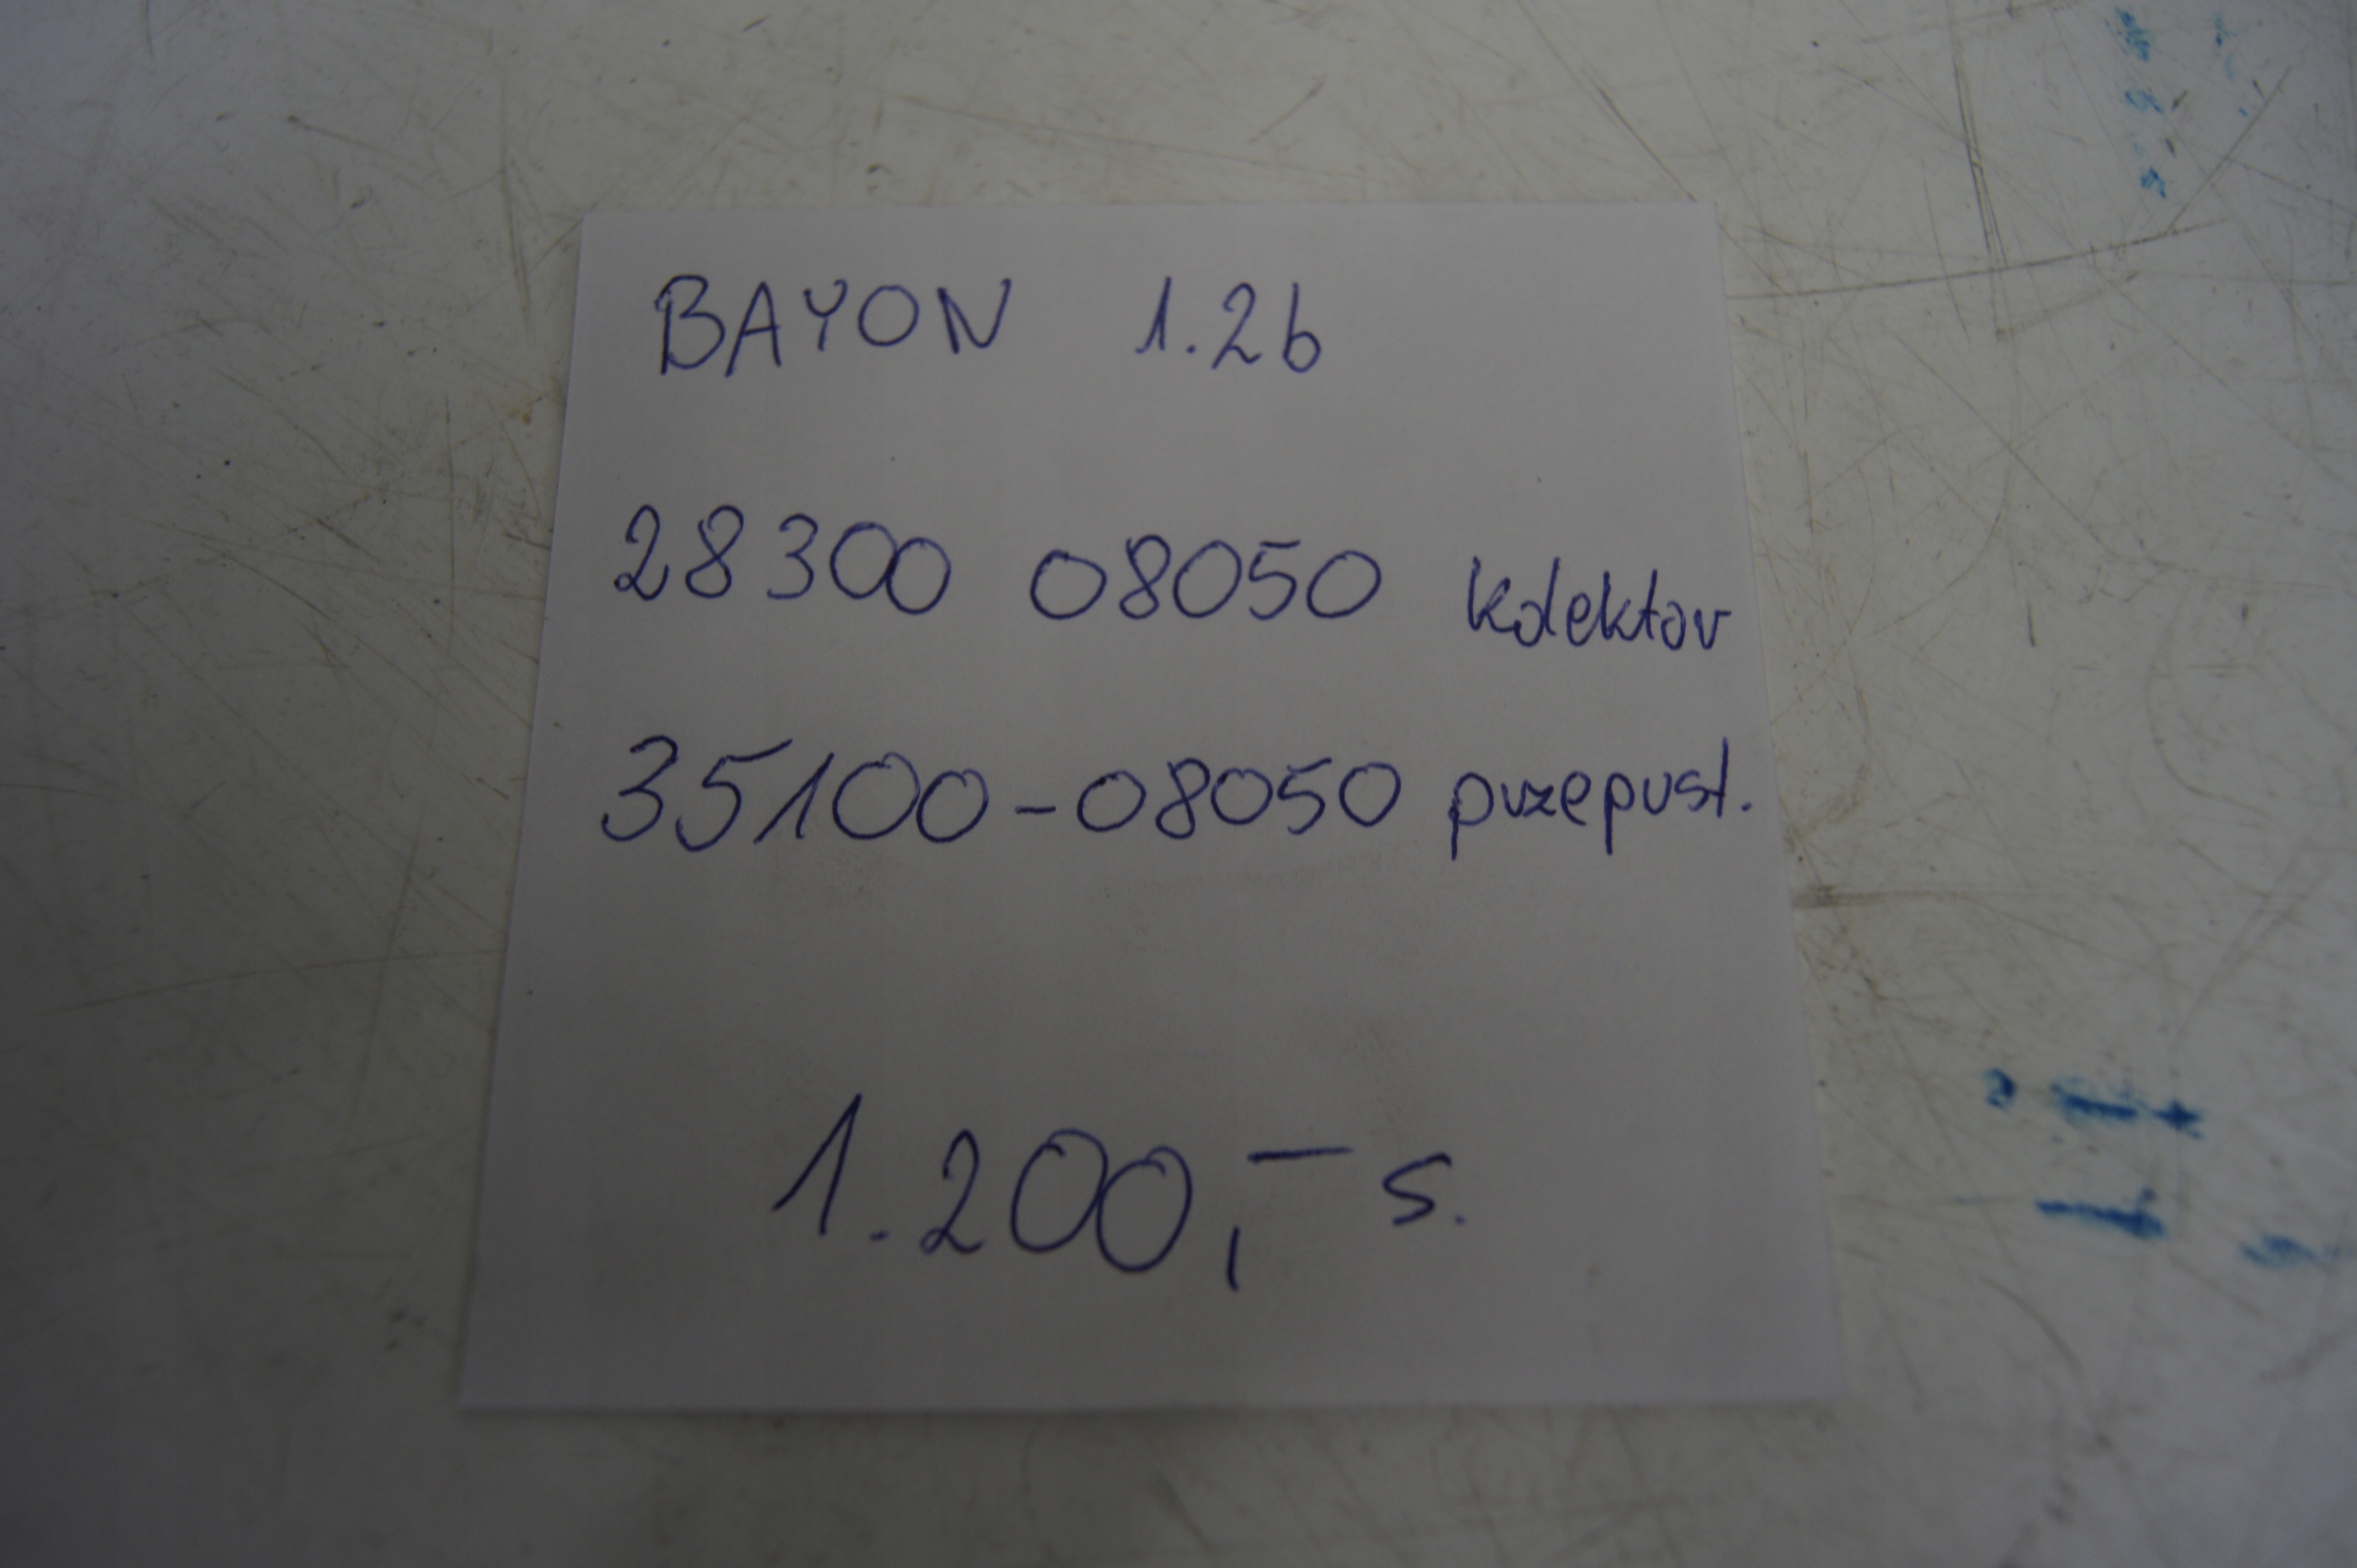 BAYON 1.2b
28300 08050 kolektor
35100-08050 przepust.
1.200,- s.